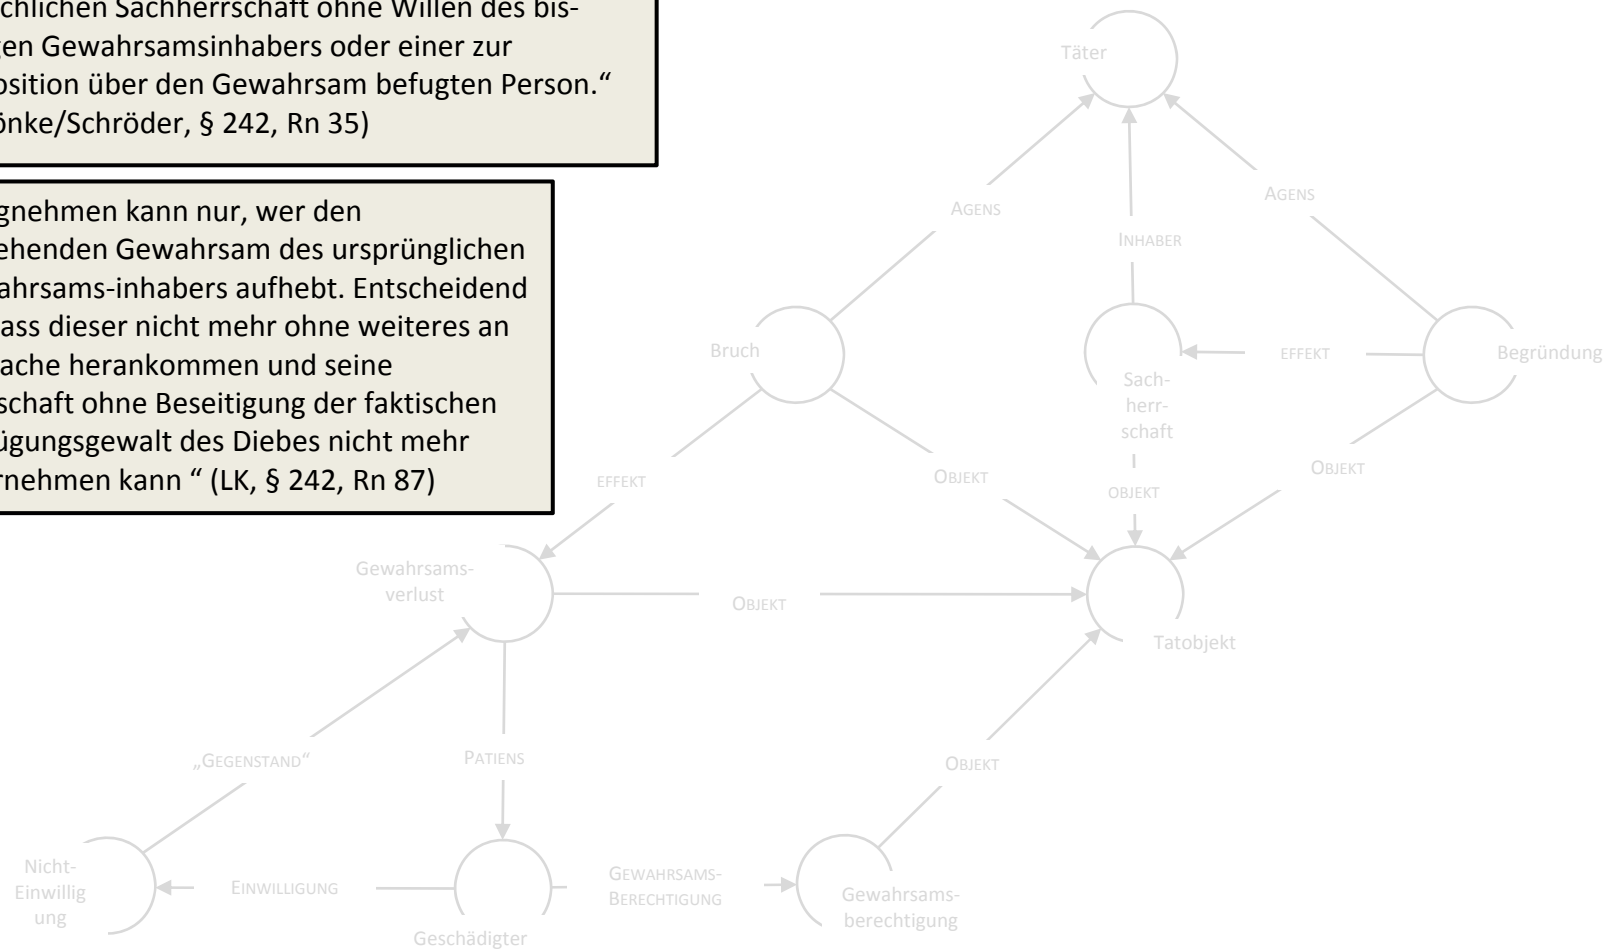 chlichen Sachherrschaft ohne Willen des bis-
gen Gewahrsamsinhabers oder einer zur
osition über den Gewahrsam befugten Person.“
önke/Schröder, § 242, Rn 35)
gnehmen kann nur, wer den
ehenden Gewahrsam des ursprünglichen
ahrsams-inhabers aufhebt. Entscheidend
ass dieser nicht mehr ohne weiteres an
ache herankommen und seine
schaft ohne Beseitigung der faktischen
ügungsgewalt des Diebes nicht mehr
rnehmen kann “ (LK, § 242, Rn 87)
Täter
AGENS
AGENS
INHABER
Bruch
EFFEKT
Begründung
Sach-
herr-
schaft
EFFEKT
OBJEKT
OBJEKT
OBJEKT
Gewahrsams-
verlust
OBJEKT
Tatobjekt
„GEGENSTAND“
PATIENS
OBJEKT
Nicht-
Einwillig
ung
EINWILLIGUNG
Geschädigter
GEWAHRSAMS-
BERECHTIGUNG
Gewahrsams-
berechtigung